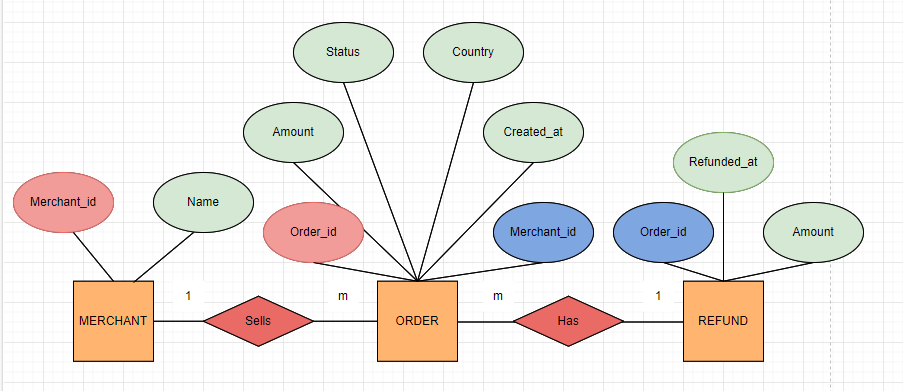 Status
Country
Amount
Created_at
Refunded_at
Merchant_id
Name
Order_id
Merchant_id
Order_id
Amount
1
m
m
1
MERCHANT
Sells
ORDER
Has
REFUND